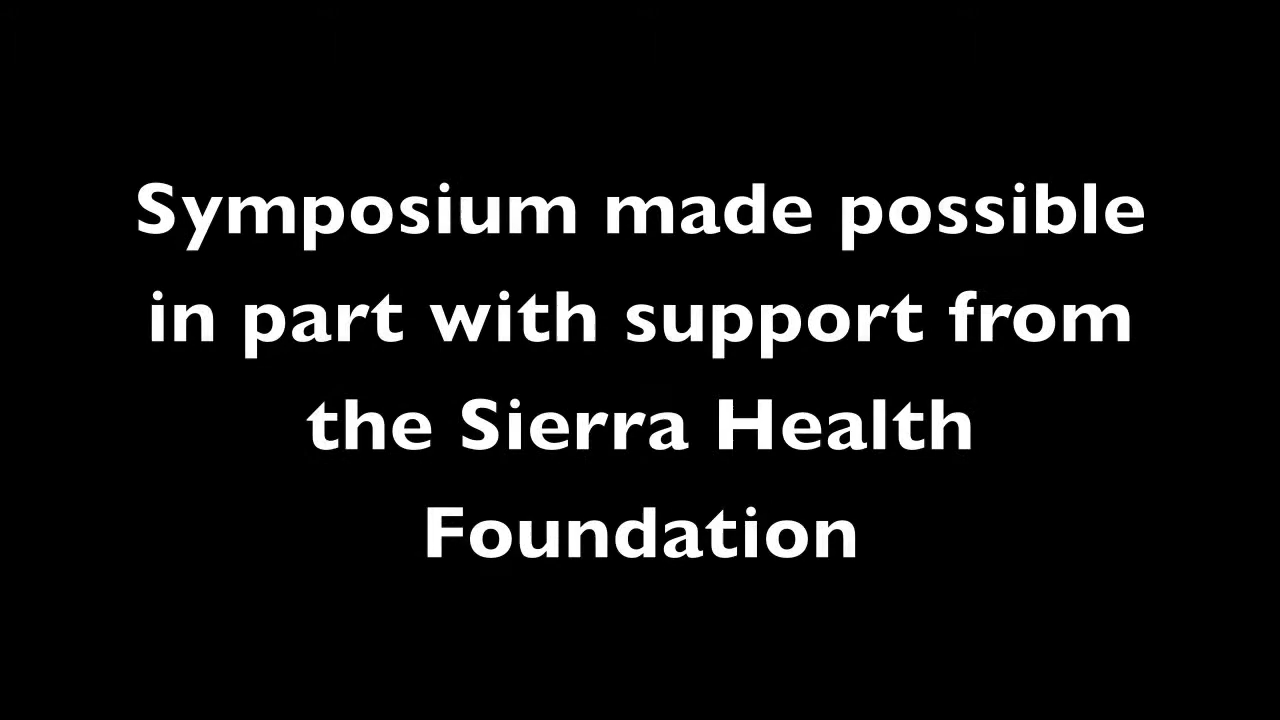 Symposium made possible
in part with support from
the Sierra Health
Foundation